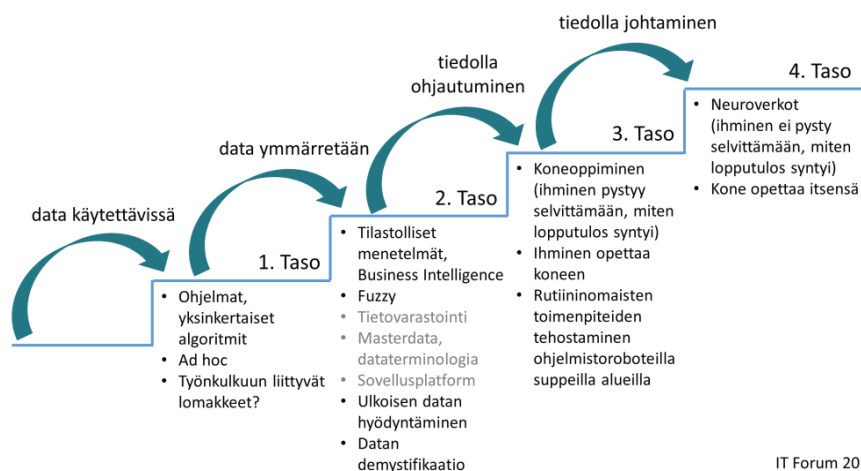 data käytettävissä
data ymmärretään
tiedolla
ohjautuminen
tiedolla johtaminen
1. Taso
• Ohjelmat,
yksinkertaiset
algoritmit
• Ad hoc
• Työnkulkuun liittyvät
lomakkeet?
2. Taso
• Tilastolliset
menetelmät,
Business Intelligence
• Fuzzy
• Tietovarastointi
• Masterdata,
dataterminologia
• Sovellusplatform
• Ulkoisen datan
hyödyntäminen
• Datan
demystifikaatio
3. Taso
• Koneoppiminen
(ihminen pystyy
selvittämään, miten
lopputulos syntyi)
• Ihminen opettaa
koneen
• Rutiininomaisten
toimenpiteiden
tehostaminen
ohjelmistoroboteilla
suppeilla alueilla
4. Taso
• Neuroverkot
(ihminen ei pysty
selvittämään, miten
lopputulos syntyi)
• Kone opettaa itsensä
IT Forum 20